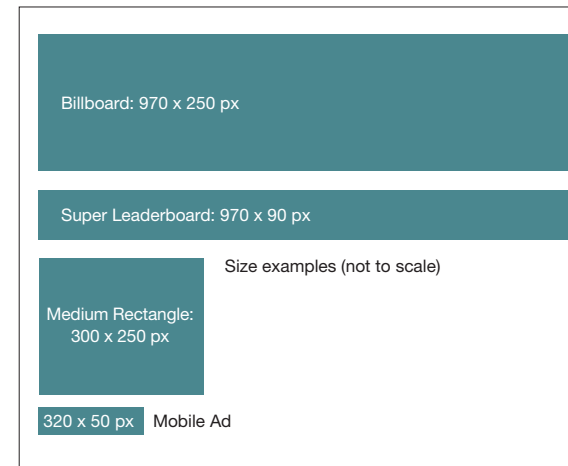 Billboard: 970 x 250 px
Super Leaderboard: 970 x 90 px
Size examples (not to scale)
Medium Rectangle:
300 x 250 px
320 x 50 px
Mobile Ad